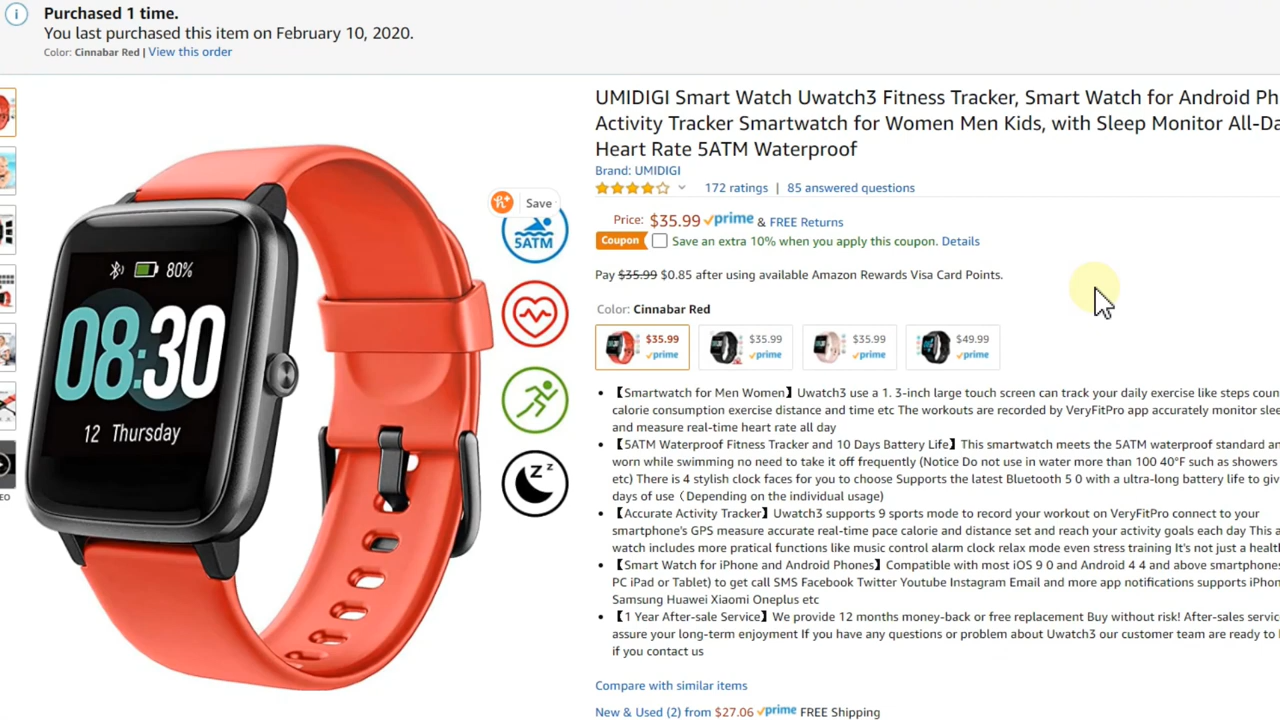 Purchased 1 time.
You last purchased this item on February 10, 2020.
Color: Cinnabar Red | View this order
UMIDIGI Smart Watch Uwatch3 Fitness Tracker, Smart Watch for Android Ph
Activity Tracker Smartwatch for Women Men Kids, with Sleep Monitor All-Da
Heart Rate 5ATM Waterproof
Brand: UMIDIGI
172 ratings | 85 answered questions
Save
5ATM
Price: $35.99 prime & FREE Returns
Coupon Save an extra 10% when you apply this coupon. Details
Pay $35.99 $0.85 after using available Amazon Rewards Visa Card Points.
80%
08:30
12 Thursday
Color: Cinnabar Red
$35.99 prime
$35.99 prime
$35.99 prime
$49.99 prime
【Smartwatch for Men Women】Uwatch3 use a 1. 3-inch large touch screen can track your daily exercise like steps coun
calorie consumption exercise distance and time etc The workouts are recorded by VeryFitPro app accurately monitor slee
and measure real-time heart rate all day
【5ATM Waterproof Fitness Tracker and 10 Days Battery Life】This smartwatch meets the 5ATM waterproof standard an
worn while swimming no need to take it off frequently (Notice Do not use in water more than 100 40°F such as showers
etc) There is 4 stylish clock faces for you to choose Supports the latest Bluetooth 5 0 with a ultra-long battery life to giv
days of use（Depending on the individual usage)
【Accurate Activity Tracker】Uwatch3 supports 9 sports mode to record your workout on VeryFitPro connect to your
smartphone's GPS measure accurate real-time pace calorie and distance set and reach your activity goals each day This a
watch includes more pratical functions like music control alarm clock relax mode even stress training It's not just a healt
【Smart Watch for iPhone and Android Phones】Compatible with most iOS 9 0 and Android 4 4 and above smartphones
PC iPad or Tablet) to get call SMS Facebook Twitter Youtube Instagram Email and more app notifications supports iPhon
Samsung Huawei Xiaomi Oneplus etc
【1 Year After-sale Service】We provide 12 months money-back or free replacement Buy without risk! After-sales servic
assure your long-term enjoyment If you have any questions or problem about Uwatch3 our customer team are ready to
if you contact us
Compare with similar items
New & Used (2) from $27.06 prime FREE Shipping